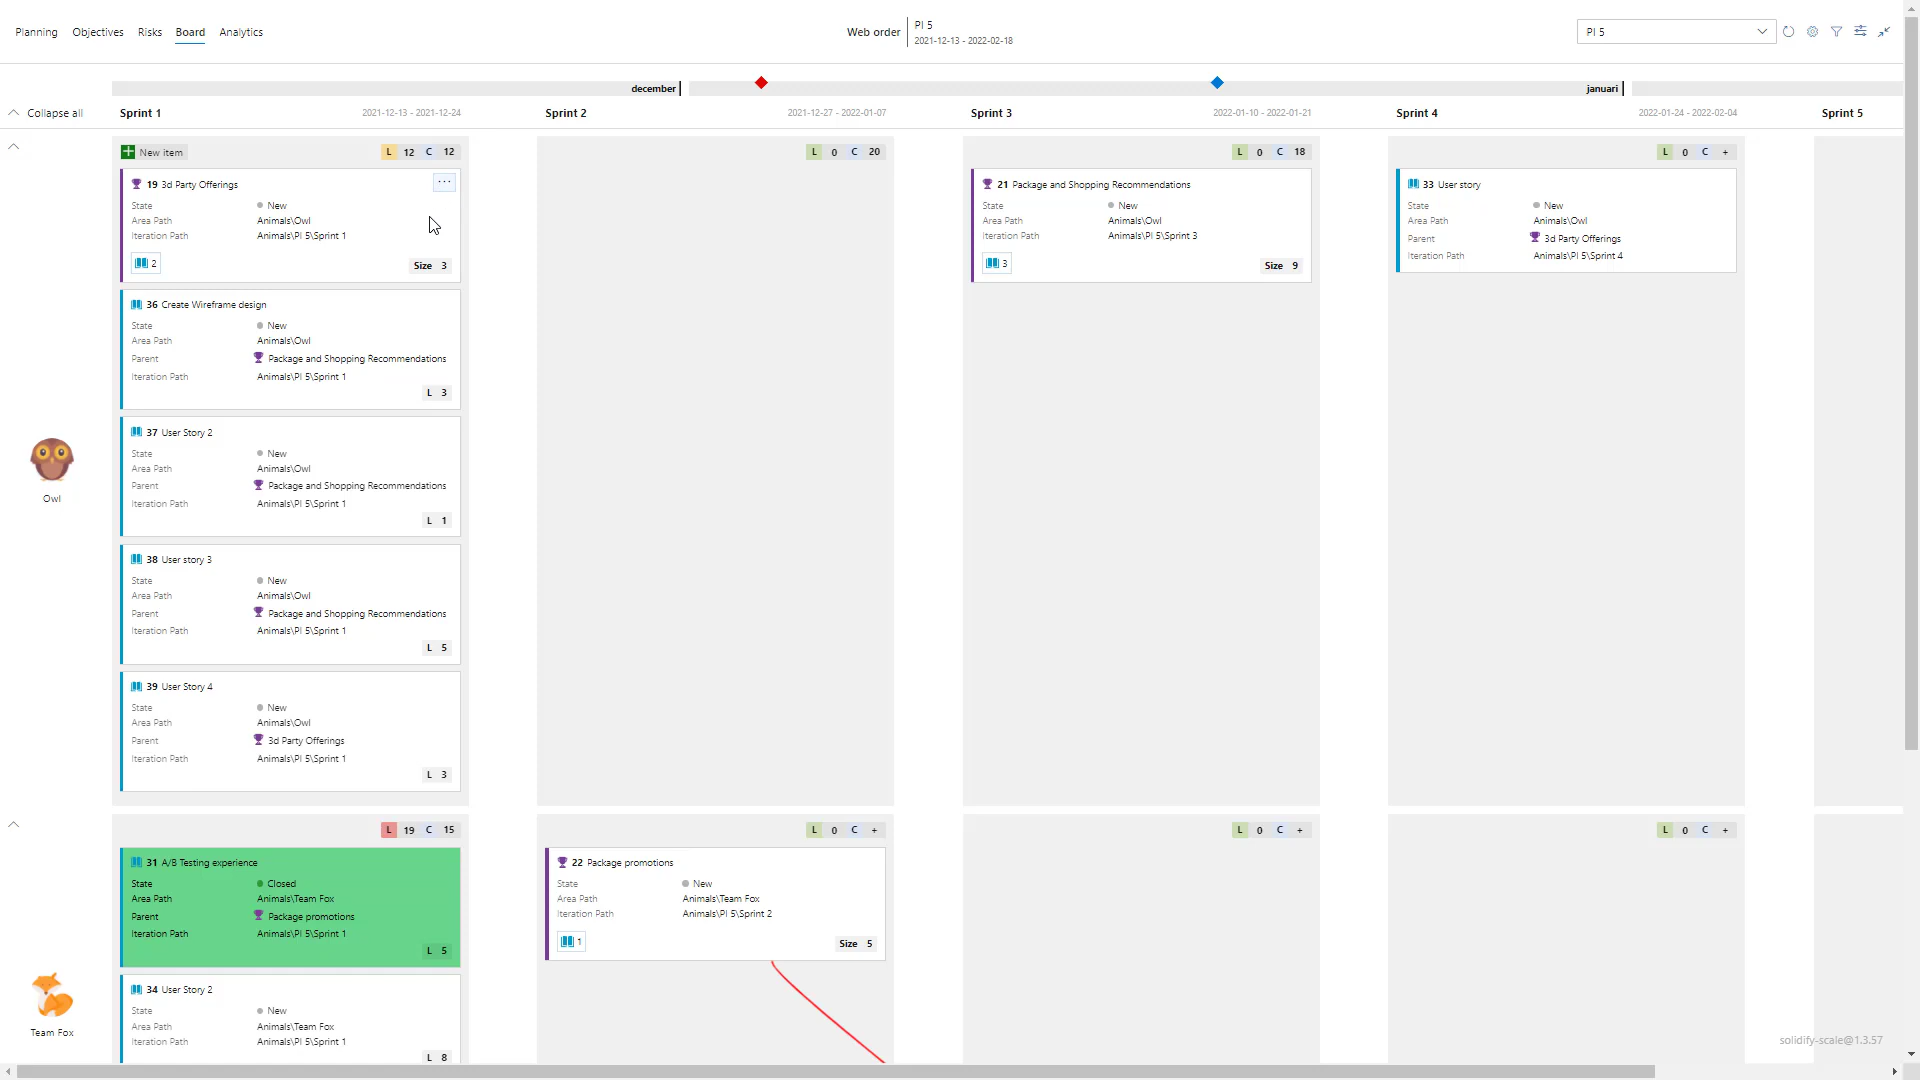 Planning Objectives Risks Board Analytics
Web order PI 5
2021-12-13 - 2022-02-18
PI 5
december januari
Collapse all Sprint 1 2021-12-13 - 2021-12-24 Sprint 2 2021-12-27 - 2022-01-07 Sprint 3 2022-01-10 - 2022-01-21 Sprint 4 2022-01-24 - 2022-02-04 Sprint 5
Owl
New item L 12 C 12
19 3d Party Offerings ...
State New
Area Path Animals\Owl
Iteration Path Animals\PI 5\Sprint 1
2 Size 3
36 Create Wireframe design
State New
Area Path Animals\Owl
Parent Package and Shopping Recommendations
Iteration Path Animals\PI 5\Sprint 1
L 3
37 User Story 2
State New
Area Path Animals\Owl
Parent Package and Shopping Recommendations
Iteration Path Animals\PI 5\Sprint 1
L 1
38 User story 3
State New
Area Path Animals\Owl
Parent Package and Shopping Recommendations
Iteration Path Animals\PI 5\Sprint 1
L 5
39 User Story 4
State New
Area Path Animals\Owl
Parent 3d Party Offerings
Iteration Path Animals\PI 5\Sprint 1
L 3
L 0 C 20
L 0 C 18
21 Package and Shopping Recommendations
State New
Area Path Animals\Owl
Iteration Path Animals\PI 5\Sprint 3
3 Size 9
L 0 C +
33 User story
State New
Area Path Animals\Owl
Parent 3d Party Offerings
Iteration Path Animals\PI 5\Sprint 4
Team Fox
L 19 C 15
31 A/B Testing experience
State Closed
Area Path Animals\Team Fox
Parent Package promotions
Iteration Path Animals\PI 5\Sprint 1
L 5
34 User Story 2
State New
Area Path Animals\Team Fox
Iteration Path Animals\PI 5\Sprint 1
L 8
L 0 C +
22 Package promotions
State New
Area Path Animals\Team Fox
Iteration Path Animals\PI 5\Sprint 2
1 Size 5
L 0 C +
L 0 C +
solidify-scale@1.3.57